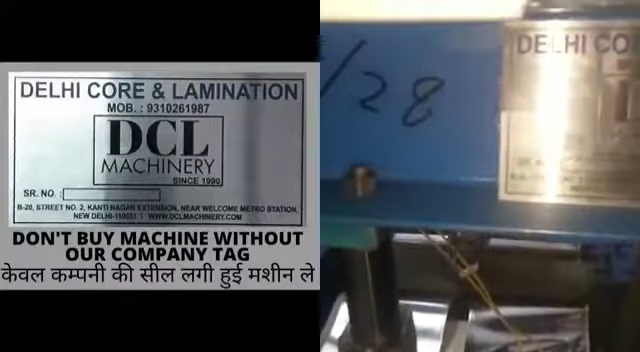 DELHI CORE & LAMINATION
MOB. : 9310261987
DCL
MACHINERY
SINCE 1990
SR. NO. :
B-20, STREET NO. 2, KANTI NAGAR EXTENSION, NEAR WELCOME METRO STATION,
NEW DELHI-110051 WWW.DCLMACHINERY.COM
DON'T BUY MACHINE WITHOUT
OUR COMPANY TAG
केवल कम्पनी की सील लगी हुई मशीन ले
/28
DELHI CO